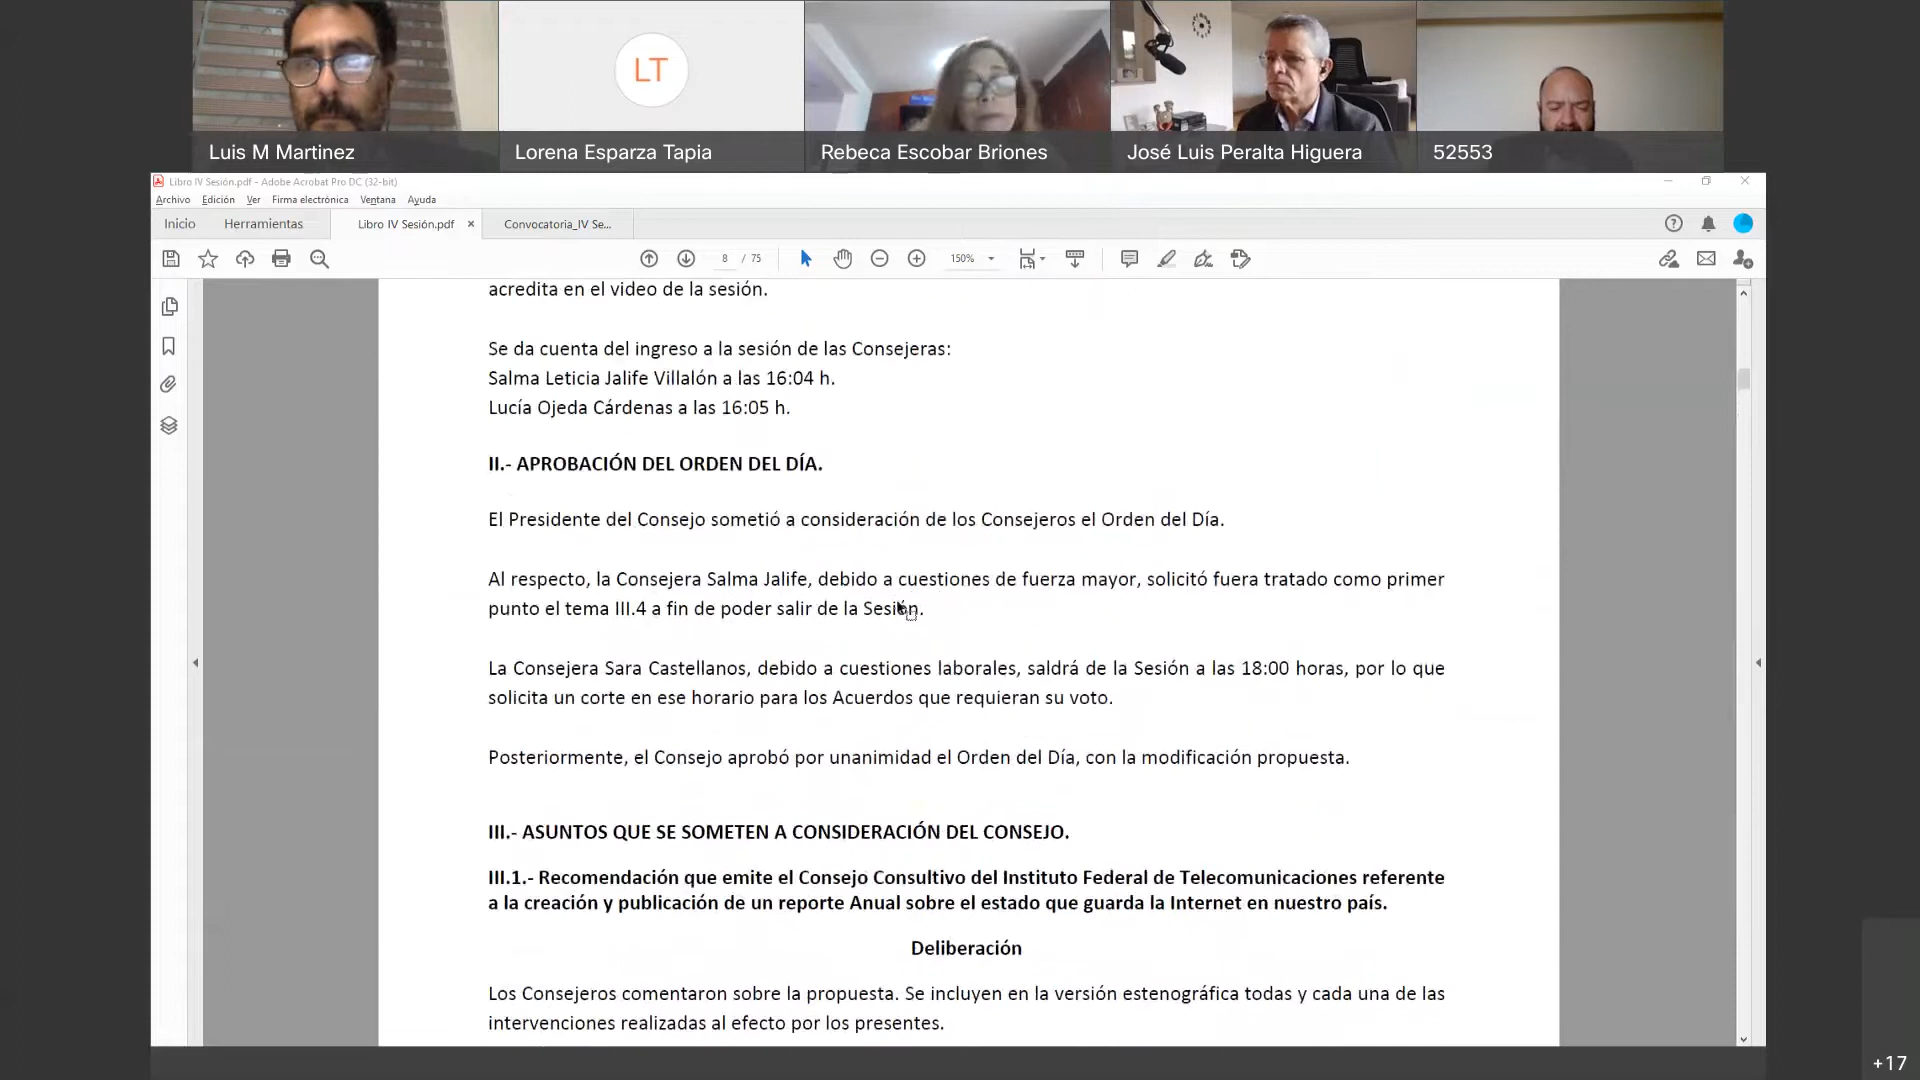 LT
Luis M Martinez
Lorena Esparza Tapia
Rebeca Escobar Briones
José Luis Peralta Higuera
52553
Libro IV Sesión.pdf - Adobe Acrobat Pro DC (32-bit)
Archivo Edición Ver Firma electrónica Ventana Ayuda
Inicio Herramientas Libro IV Sesión.pdf × Convocatoria_IV Se...
8 / 75 150%
acredita en el video de la sesión.
Se da cuenta del ingreso a la sesión de las Consejeras:
Salma Leticia Jalife Villalón a las 16:04 h.
Lucía Ojeda Cárdenas a las 16:05 h.
II.- APROBACIÓN DEL ORDEN DEL DÍA.
El Presidente del Consejo sometió a consideración de los Consejeros el Orden del Día.
Al respecto, la Consejera Salma Jalife, debido a cuestiones de fuerza mayor, solicitó fuera tratado como primer
punto el tema III.4 a fin de poder salir de la Sesión.
La Consejera Sara Castellanos, debido a cuestiones laborales, saldrá de la Sesión a las 18:00 horas, por lo que
solicita un corte en ese horario para los Acuerdos que requieran su voto.
Posteriormente, el Consejo aprobó por unanimidad el Orden del Día, con la modificación propuesta.
III.- ASUNTOS QUE SE SOMETEN A CONSIDERACIÓN DEL CONSEJO.
III.1.- Recomendación que emite el Consejo Consultivo del Instituto Federal de Telecomunicaciones referente
a la creación y publicación de un reporte Anual sobre el estado que guarda la Internet en nuestro país.
Deliberación
Los Consejeros comentaron sobre la propuesta. Se incluyen en la versión estenográfica todas y cada una de las
intervenciones realizadas al efecto por los presentes.
+17